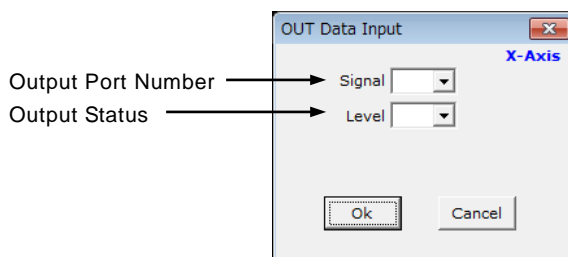 OUT Data Input
X-Axis
Output Port Number
Signal
Output Status
Level
Ok
Cancel